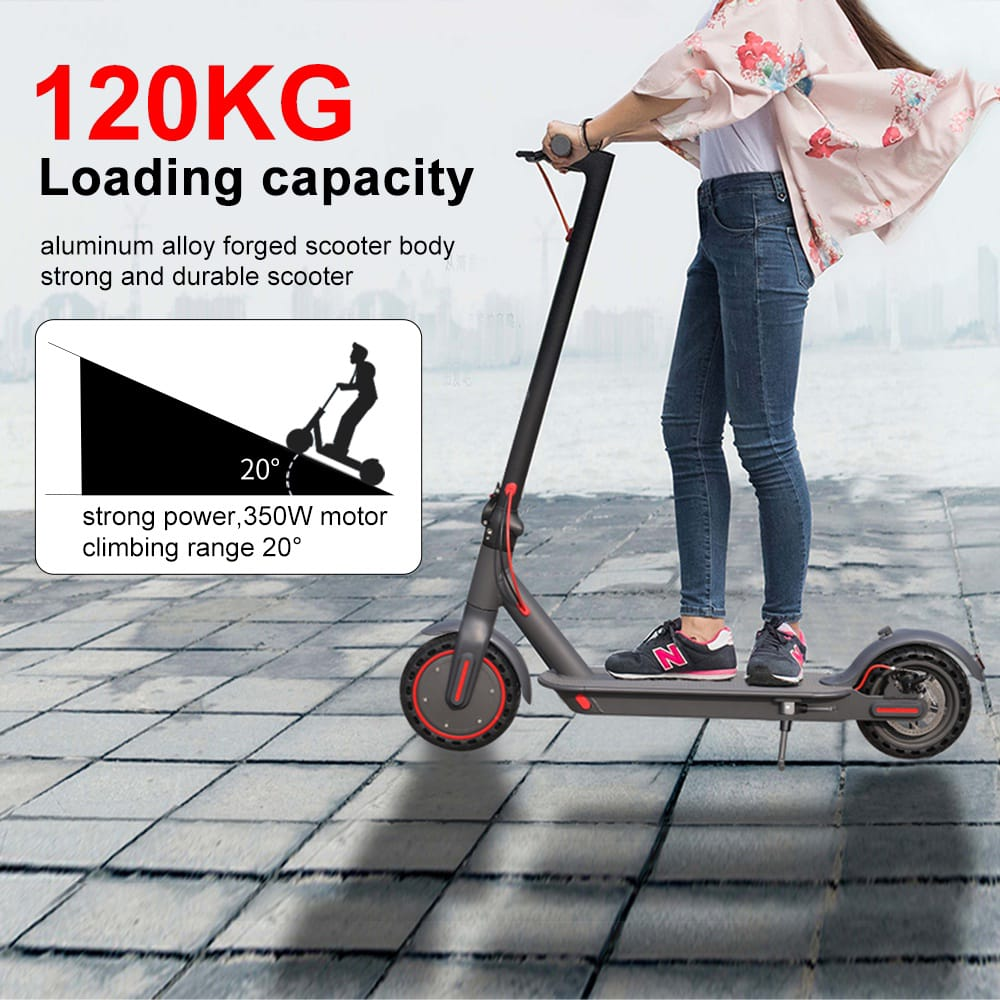 120KG
Loading capacity
aluminum alloy forged scooter body
strong and durable scooter
20°
strong power,350W motor
climbing range 20°
N